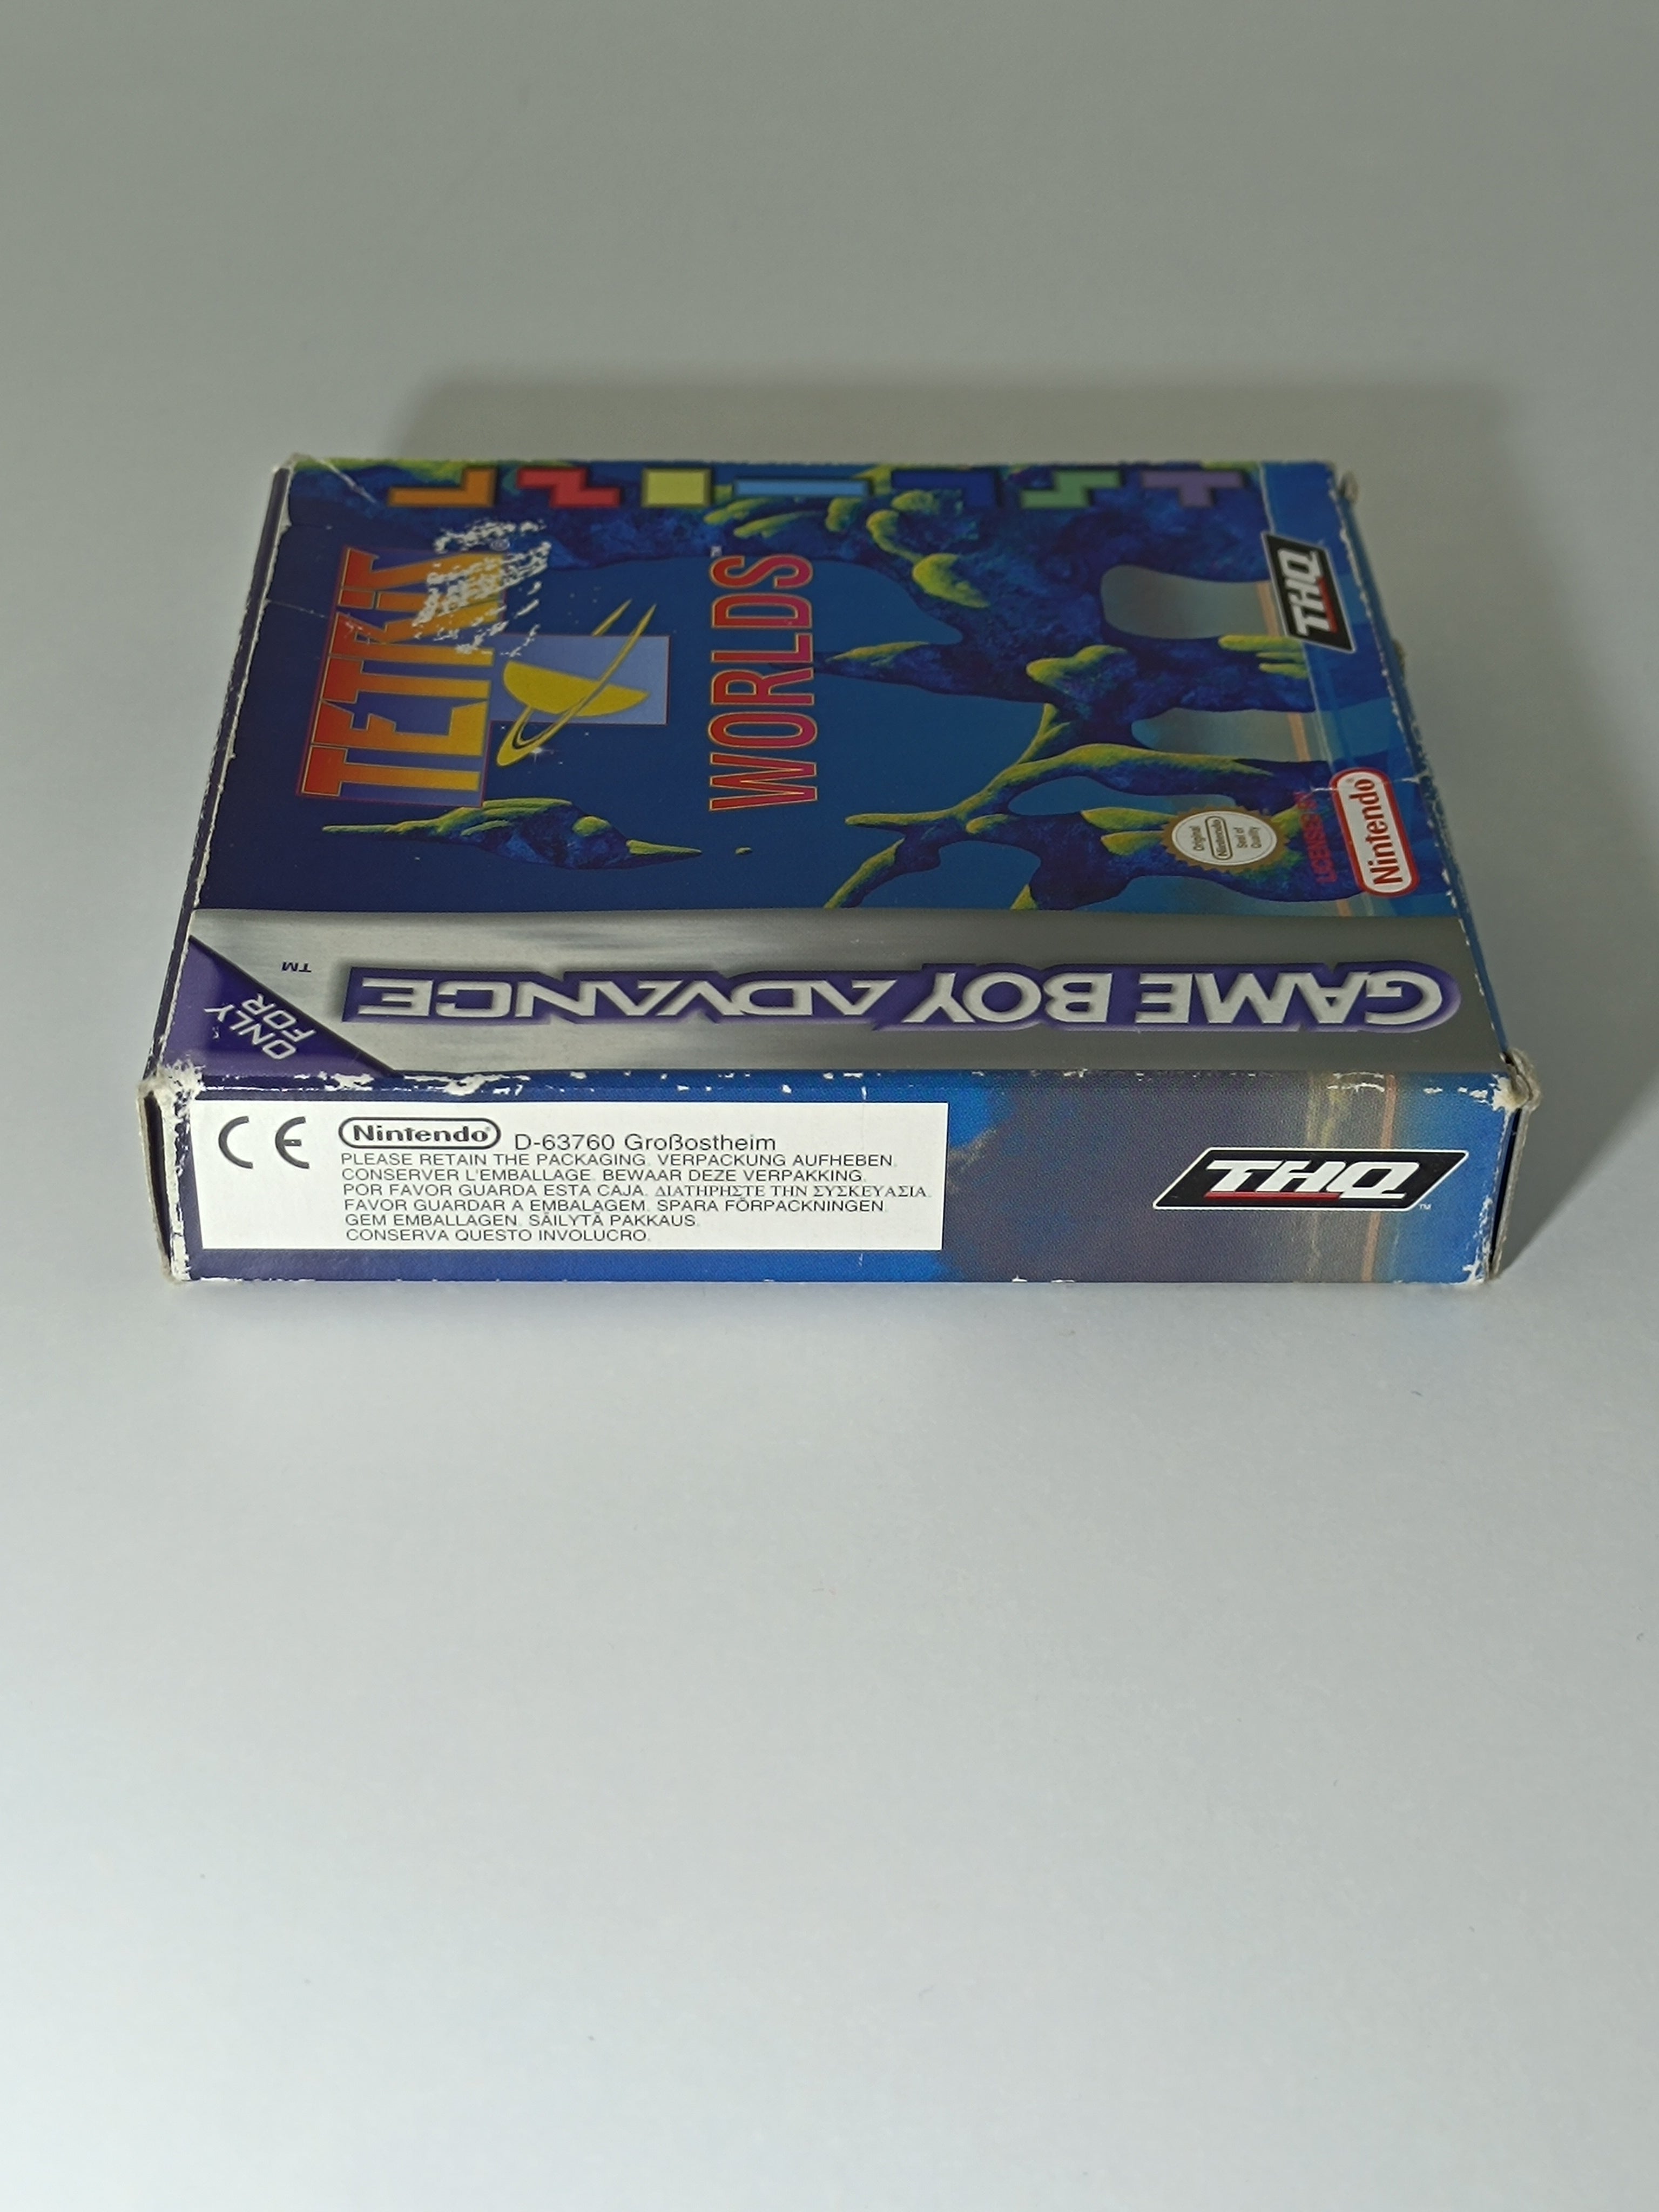 TETRIS®
WORLDS™
THQ
Original
Nintendo
Seal of
Quality
LICENSED BY
Nintendo®
GAME BOY ADVANCE
TM
ONLY
FOR
CE
Nintendo® D-63760 Großostheim
PLEASE RETAIN THE PACKAGING. VERPACKUNG AUFHEBEN.
CONSERVER L'EMBALLAGE. BEWAAR DEZE VERPAKKING.
POR FAVOR GUARDA ESTA CAJA. ΔΙΑΤΗΡΗΣΤΕ ΤΗΝ ΣΥΣΚΕΥΑΣΙΑ.
FAVOR GUARDAR A EMBALAGEM. SPARA FÖRPACKNINGEN.
GEM EMBALLAGEN. SÄILYTÄ PAKKAUS.
CONSERVA QUESTO INVOLUCRO.
THQ™